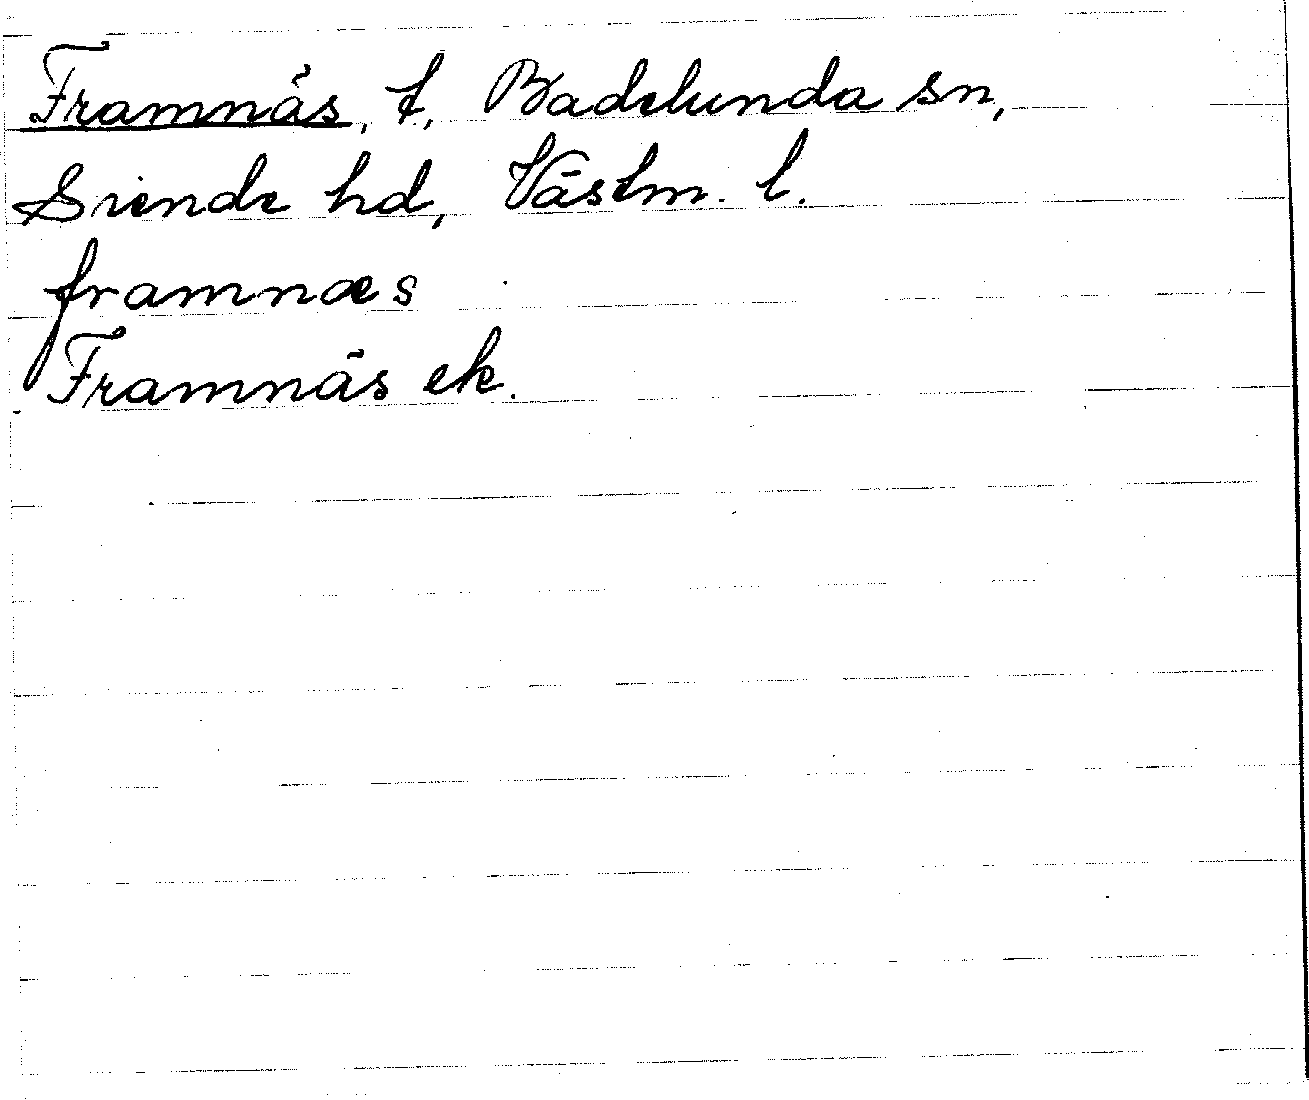 Framnäs, t, Badelunda sn,
Siende hd, Västm. l.
framnæs
Framnäs ek.